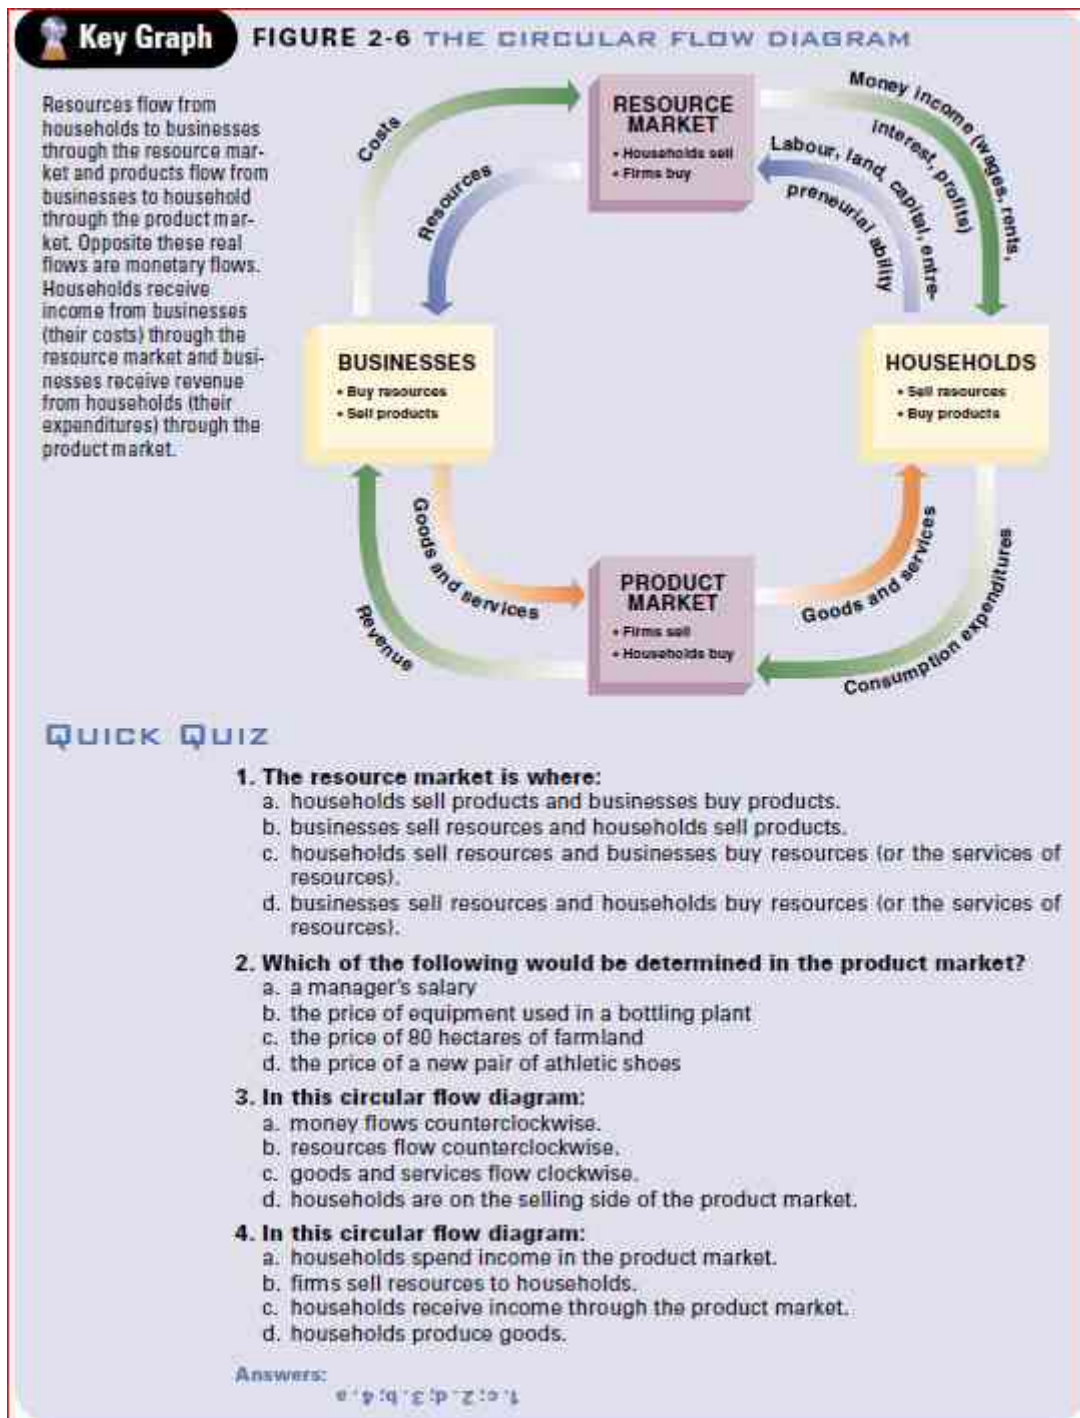 Key Graph
FIGURE 2-6 THE CIRCULAR FLOW DIAGRAM
Resources flow from
households to businesses
through the resource mar-
ket and products flow from
businesses to household
through the product mar-
ket. Opposite these real
flows are monetary flows.
Households receive
income from businesses
(their costs) through the
resource market and busi-
nesses receive revenue
from households (their
expenditures) through the
product market.
Costs
Resources
RESOURCE
MARKET
• Households sell
• Firms buy
Money income (wages, rents,
interest, profits)
Labour, land, capital, entre-
preneurial ability
BUSINESSES
• Buy resources
• Sell products
HOUSEHOLDS
• Sell resources
• Buy products
Goods and services
Revenue
PRODUCT
MARKET
• Firms sell
• Households buy
Goods and services
Consumption expenditures
QUICK QUIZ
1. The resource market is where:
a. households sell products and businesses buy products.
b. businesses sell resources and households sell products.
c. households sell resources and businesses buy resources (or the services of
resources).
d. businesses sell resources and households buy resources (or the services of
resources).
2. Which of the following would be determined in the product market?
a. a manager's salary
b. the price of equipment used in a bottling plant
c. the price of 80 hectares of farmland
d. the price of a new pair of athletic shoes
3. In this circular flow diagram:
a. money flows counterclockwise.
b. resources flow counterclockwise.
c. goods and services flow clockwise.
d. households are on the selling side of the product market.
4. In this circular flow diagram:
a. households spend income in the product market.
b. firms sell resources to households.
c. households receive income through the product market.
d. households produce goods.
Answers:
1. c; 2. d; 3. b; 4. a